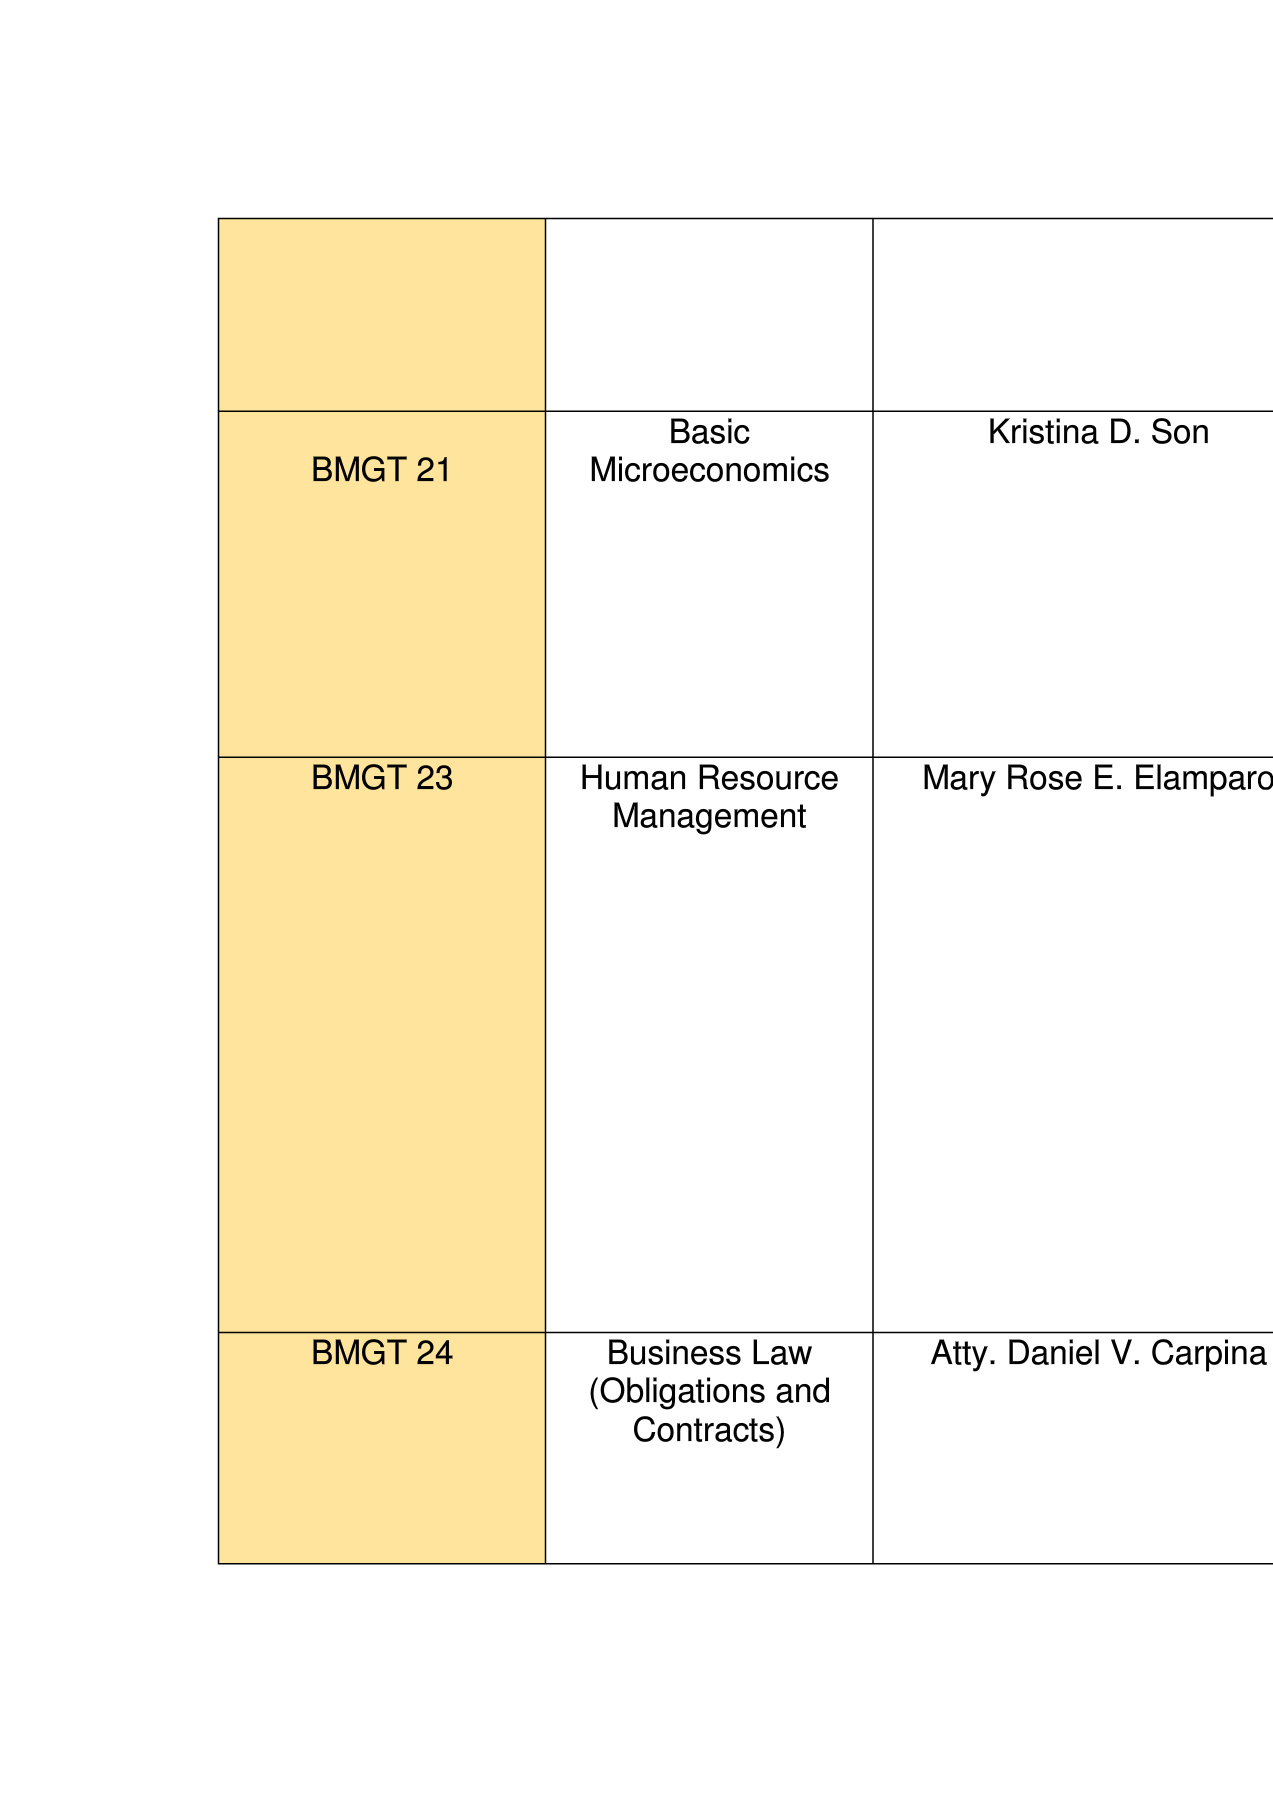 Basic
Microeconomics
Kristina D. Son
BMGT 21
BMGT 23
Human Resource
Management
Mary Rose E. Elamparo
BMGT 24
Business Law
(Obligations and
Contracts)
Atty. Daniel V. Carpina